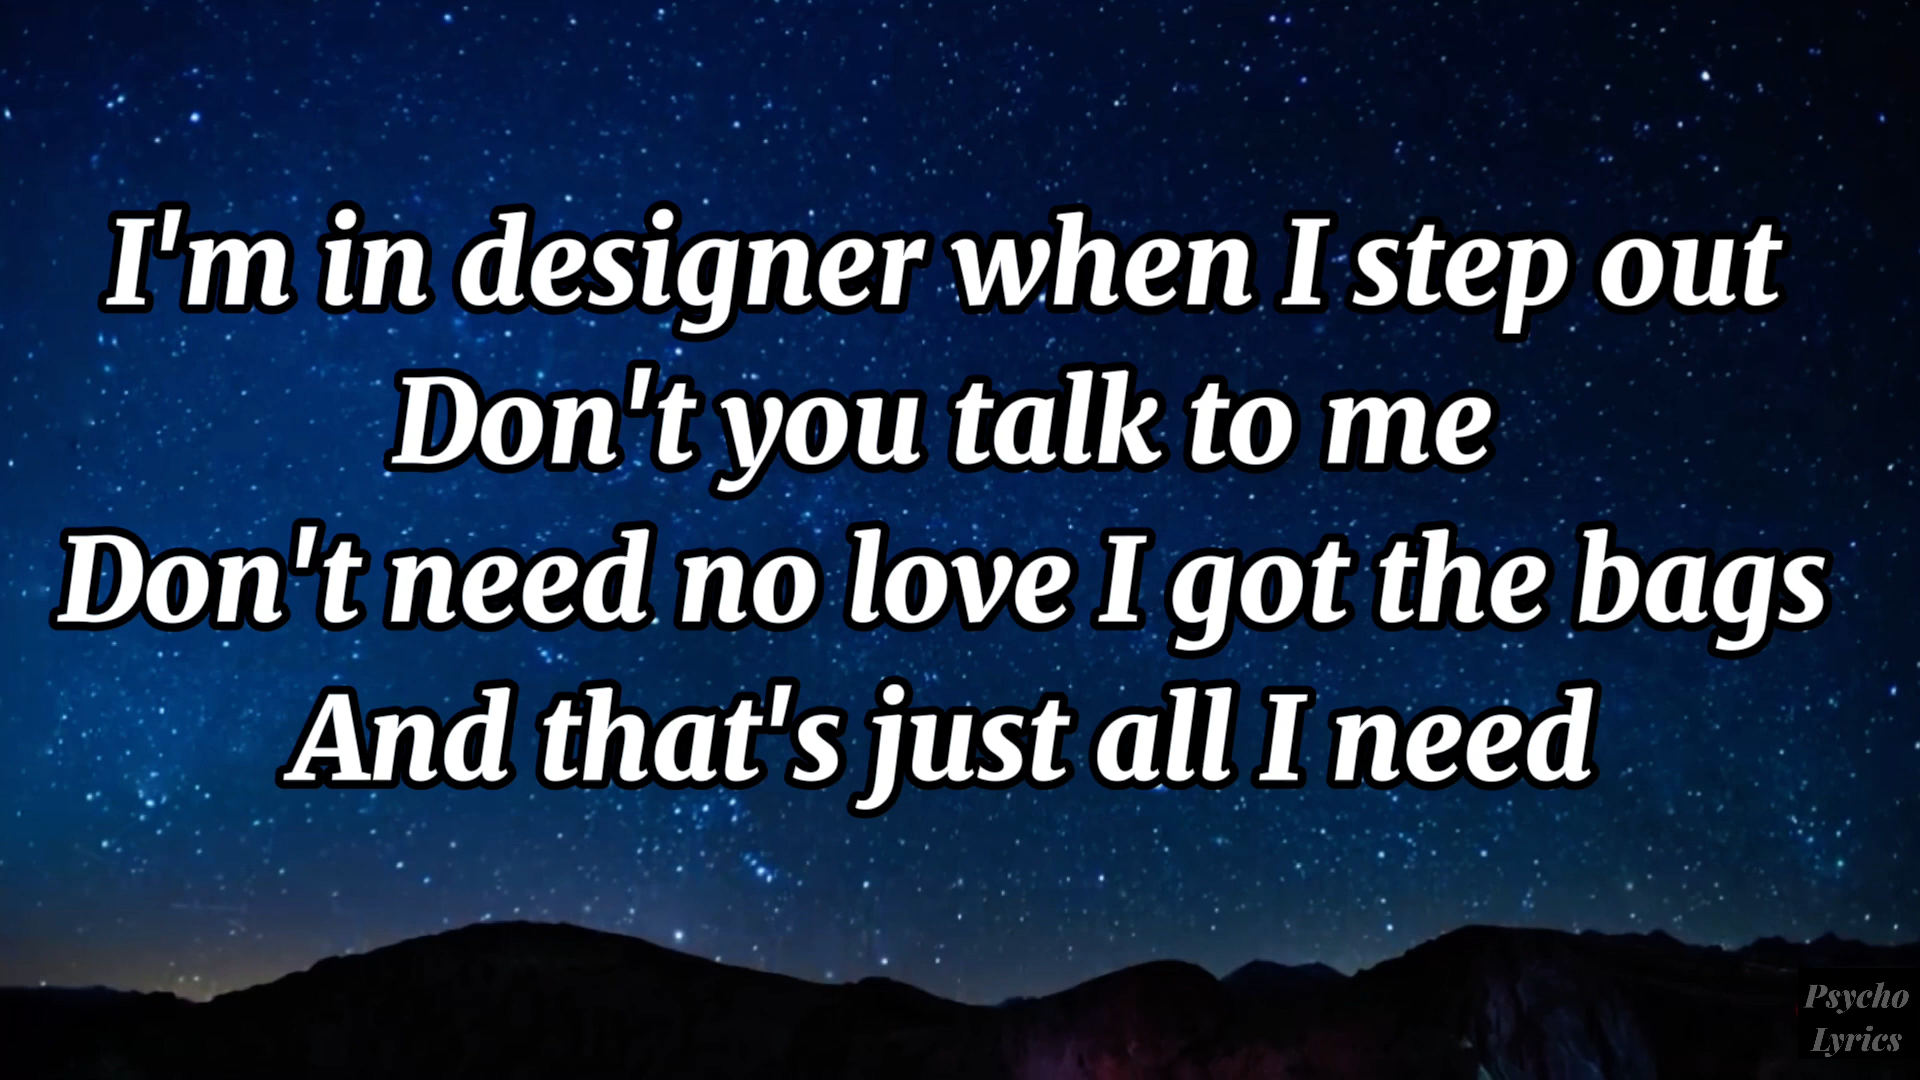 I'm in designer when I step out
Don't you talk to me
Don't need no love I got the bags
And that's just all I need
Psycho
Lyrics